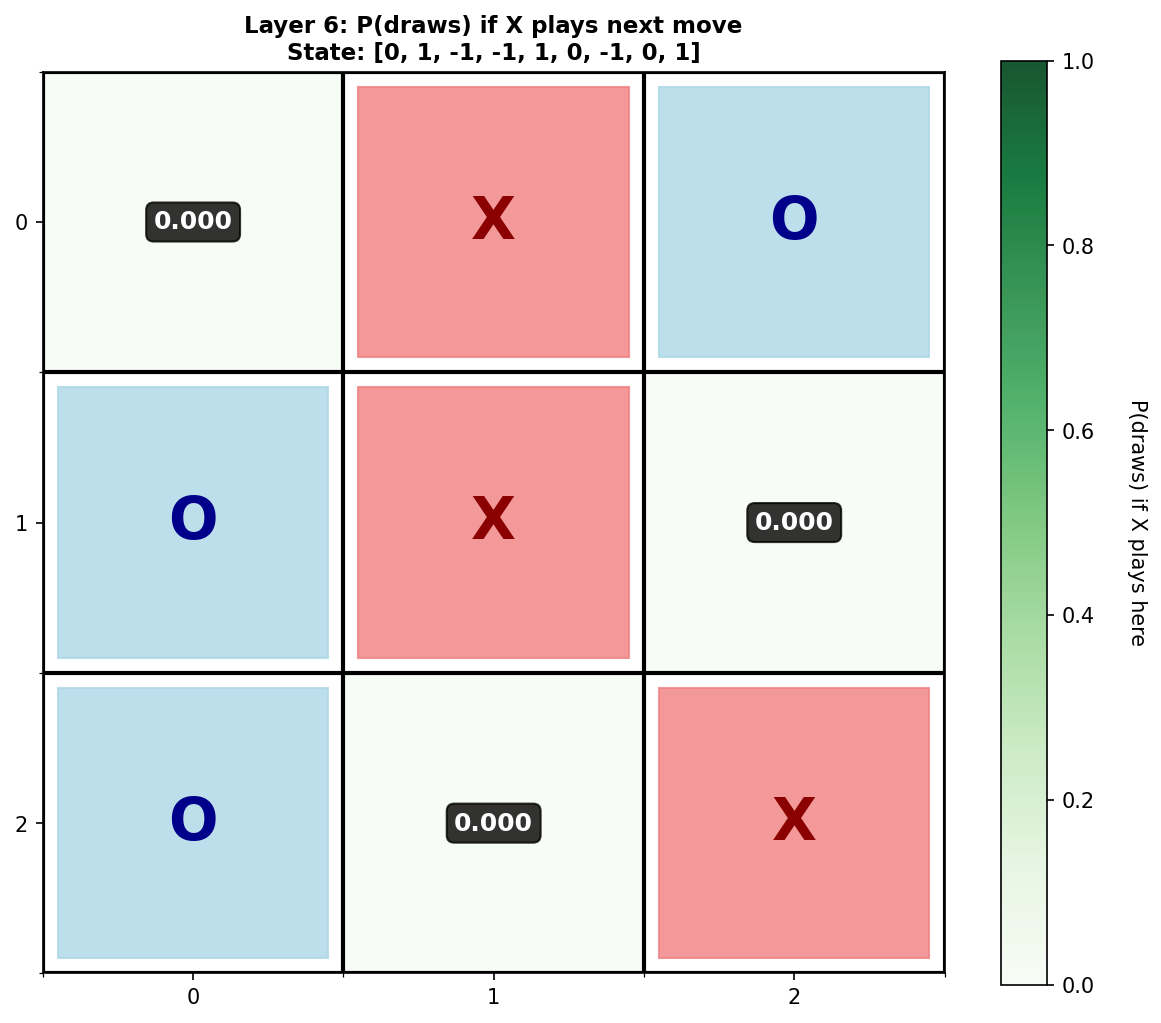 Layer 6: P(draws) if X plays next move
State: [0, 1, -1, -1, 1, 0, -1, 0, 1]
0
0.000
X
O
1
O
X
0.000
2
O
0.000
X
0
1
2
1.0
0.8
0.6
0.4
0.2
0.0
P(draws) if X plays here